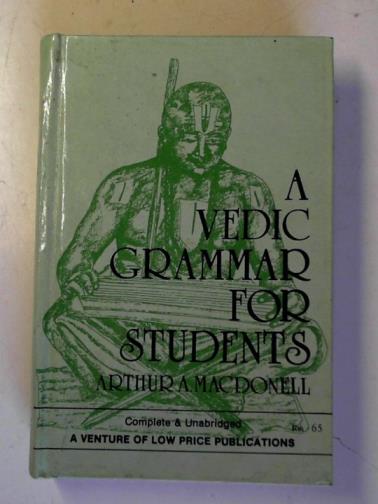 A
VEDIC
GRAMMAR
FOR
STUDENTS
ARTHUR A. MACDONELL
Complete & Unabridged
Rs. 65
A VENTURE OF LOW PRICE PUBLICATIONS